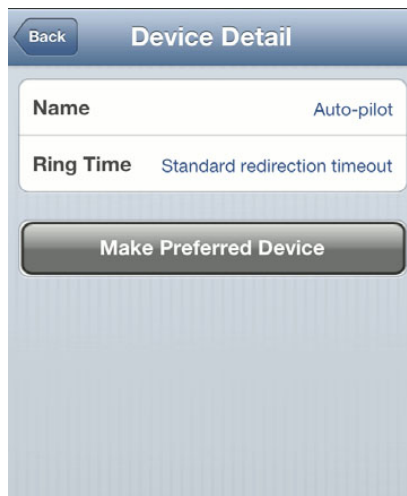 Back
Device Detail
Name Auto-pilot
Ring Time Standard redirection timeout
Make Preferred Device